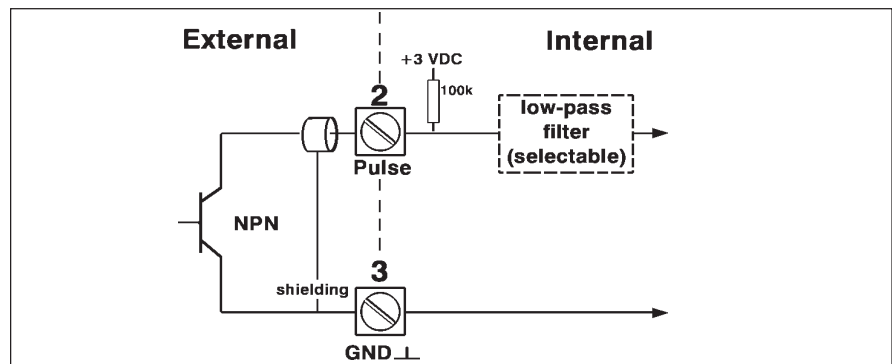 External
Internal
+3 VDC
100k
2
Pulse
low-pass
filter
(selectable)
NPN
shielding
3
GND